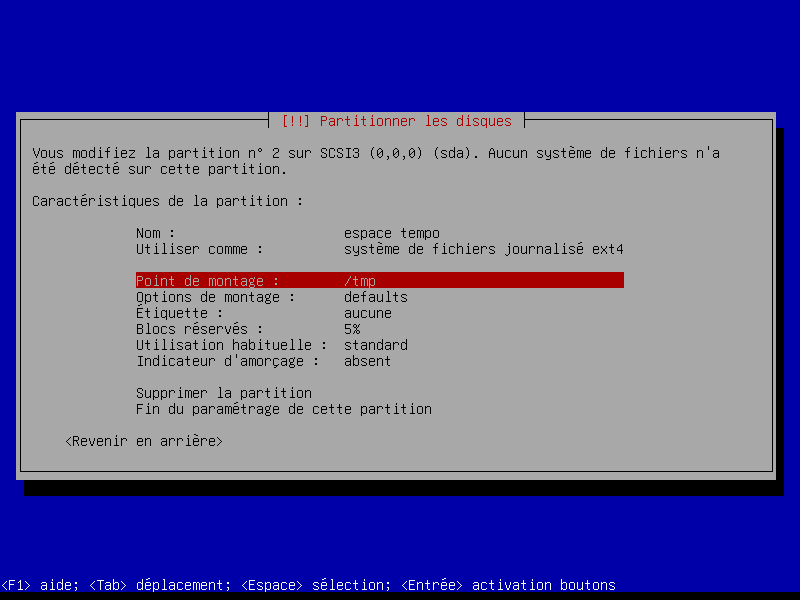 [!!] Partitionner les disques
Vous modifiez la partition n° 2 sur SCSI3 (0,0,0) (sda). Aucun système de fichiers n'a
été détecté sur cette partition.
Caractéristiques de la partition :
Nom : espace tempo
Utiliser comme : système de fichiers journalisé ext4
Point de montage : /tmp
Options de montage : defaults
Étiquette : aucune
Blocs réservés : 5%
Utilisation habituelle : standard
Indicateur d'amorçage : absent
Supprimer la partition
Fin du paramétrage de cette partition
<Revenir en arrière>
<F1> aide; <Tab> déplacement; <Espace> sélection; <Entrée> activation boutons